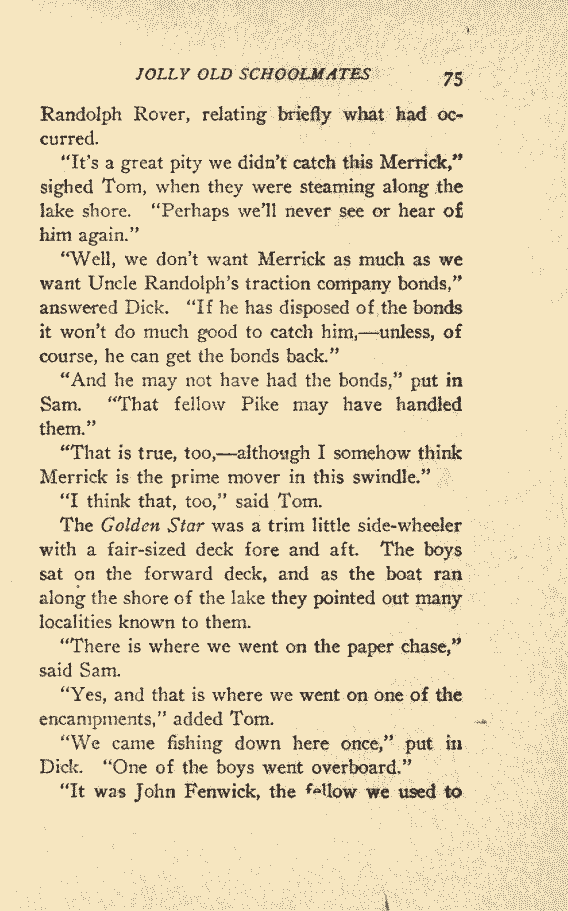 JOLLY OLD SCHOOLMATES 75
Randolph Rover, relating briefly what had oc-
curred.
“It's a great pity we didn't catch this Merrick,”
sighed Tom, when they were steaming along the
lake shore. “Perhaps we'll never see or hear of
him again.”
“Well, we don't want Merrick as much as we
want Uncle Randolph's traction company bonds,”
answered Dick. “If he has disposed of the bonds
it won't do much good to catch him,—unless, of
course, he can get the bonds back.”
“And he may not have had the bonds,” put in
Sam. “That fellow Pike may have handled
them.”
“That is true, too,—although I somehow think
Merrick is the prime mover in this swindle.”
“I think that, too,” said Tom.
The Golden Star was a trim little side-wheeler
with a fair-sized deck fore and aft. The boys
sat on the forward deck, and as the boat ran
along the shore of the lake they pointed out many
localities known to them.
“There is where we went on the paper chase,”
said Sam.
“Yes, and that is where we went on one of the
encampments,” added Tom.
“We came fishing down here once,” put in
Dick. “One of the boys went overboard.”
“It was John Fenwick, the fellow we used to